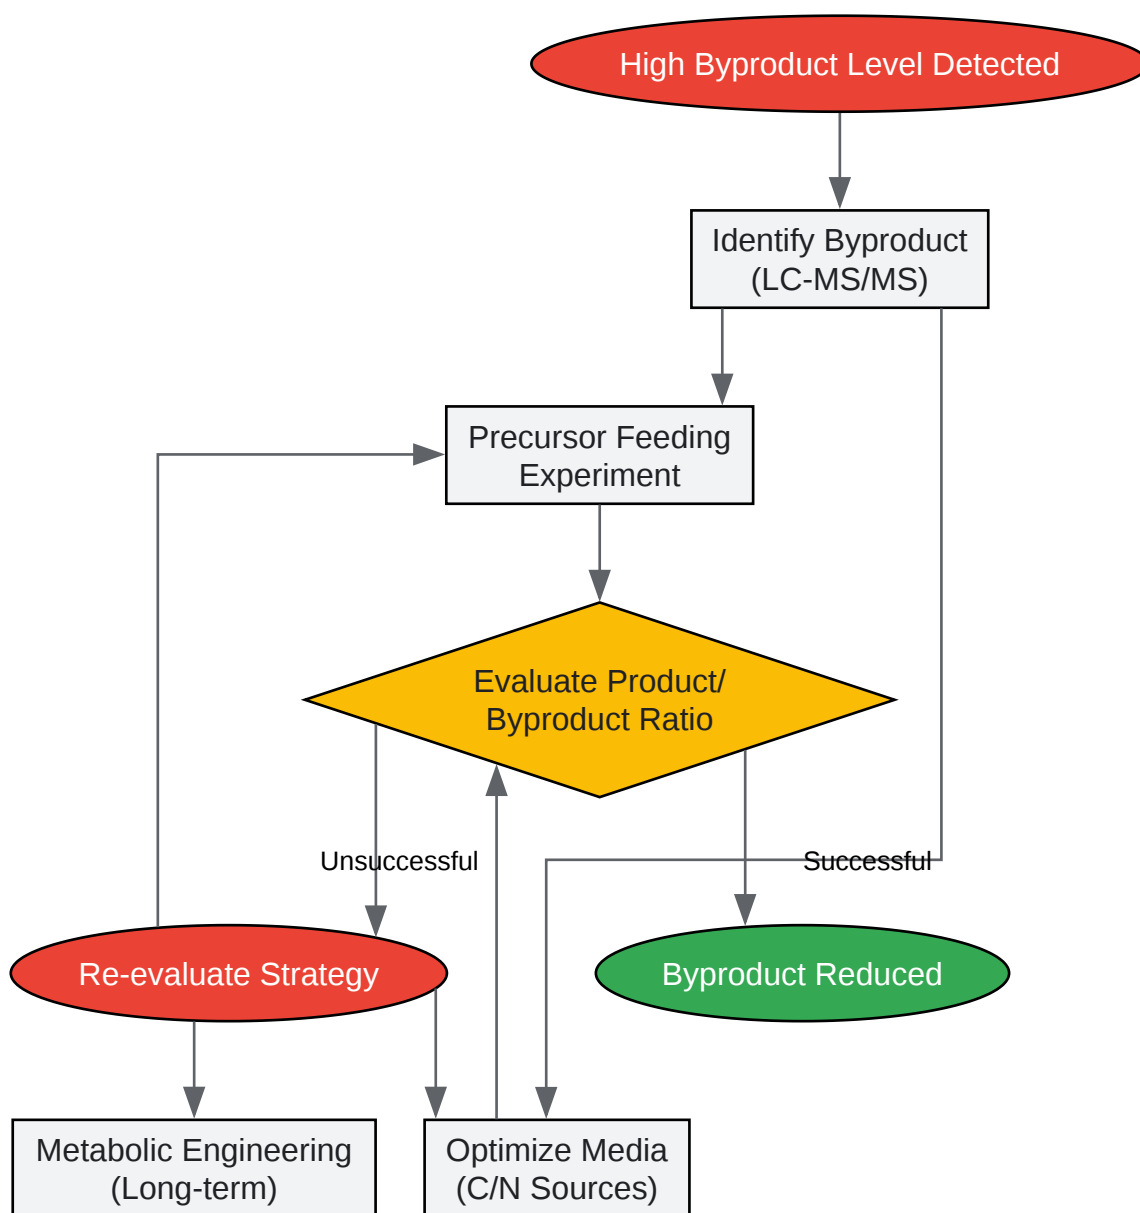 High Byproduct Level Detected
Identify Byproduct
(LC-MS/MS)
Precursor Feeding
Experiment
Evaluate Product/
Byproduct Ratio
Unsuccessful
Successful
Re-evaluate Strategy
Byproduct Reduced
Metabolic Engineering
(Long-term)
Optimize Media
(C/N Sources)